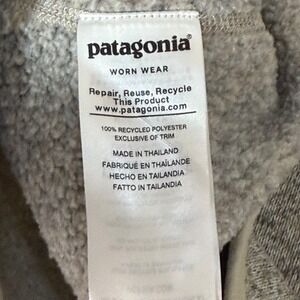 patagonia®
WORN WEAR
Repair, Reuse, Recycle
This Product
www.patagonia.com
100% RECYCLED POLYESTER
EXCLUSIVE OF TRIM
MADE IN THAILAND
FABRIQUÉ EN THAÏLANDE
HECHO EN TAILANDIA
FATTO IN TAILANDIA